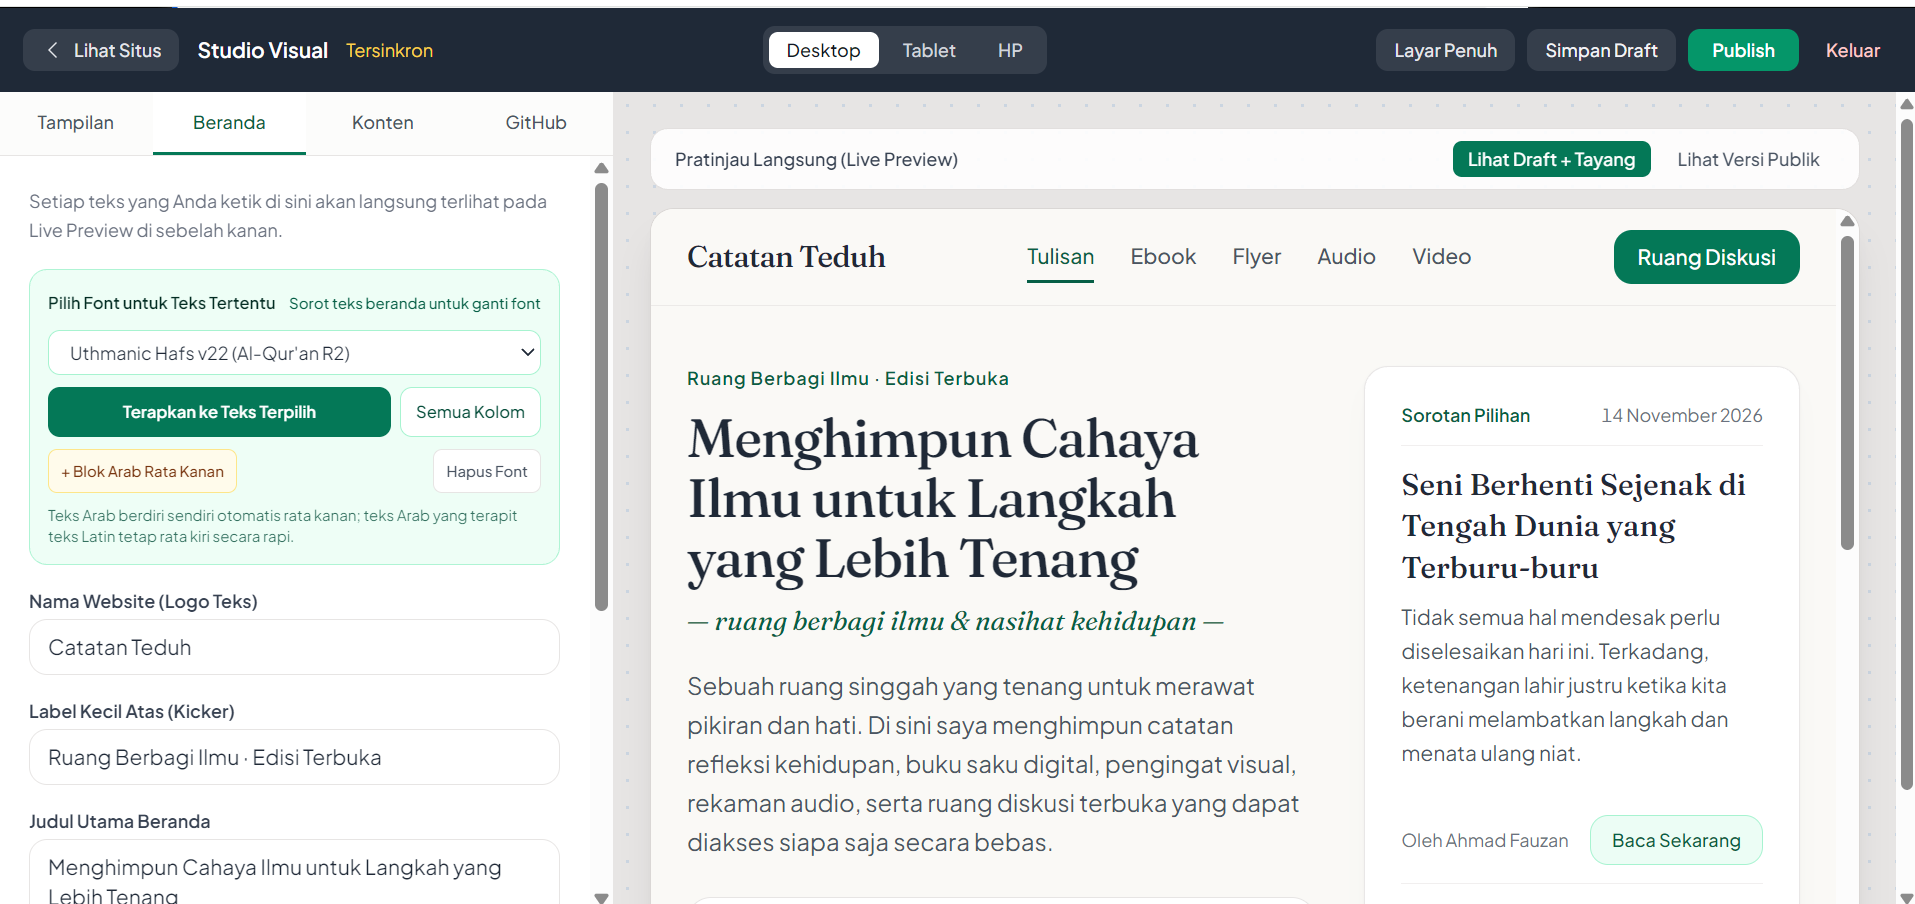 Lihat Situs
Studio Visual
Tersinkron
Desktop
Tablet
HP
Layar Penuh
Simpan Draft
Publish
Keluar
Tampilan
Beranda
Konten
GitHub
Setiap teks yang Anda ketik di sini akan langsung terlihat pada
Live Preview di sebelah kanan.
Pilih Font untuk Teks Tertentu
Sorot teks beranda untuk ganti font
Uthmanic Hafs v22 (Al-Qur'an R2)
Terapkan ke Teks Terpilih
Semua Kolom
+ Blok Arab Rata Kanan
Hapus Font
Teks Arab berdiri sendiri otomatis rata kanan; teks Arab yang terapit
teks Latin tetap rata kiri secara rapi.
Nama Website (Logo Teks)
Catatan Teduh
Label Kecil Atas (Kicker)
Ruang Berbagi Ilmu · Edisi Terbuka
Judul Utama Beranda
Menghimpun Cahaya Ilmu untuk Langkah yang
Lebih Tenang
Pratinjau Langsung (Live Preview)
Lihat Draft + Tayang
Lihat Versi Publik
Catatan Teduh
Tulisan
Ebook
Flyer
Audio
Video
Ruang Diskusi
Ruang Berbagi Ilmu · Edisi Terbuka
Menghimpun Cahaya
Ilmu untuk Langkah
yang Lebih Tenang
— ruang berbagi ilmu & nasihat kehidupan —
Sebuah ruang singgah yang tenang untuk merawat
pikiran dan hati. Di sini saya menghimpun catatan
refleksi kehidupan, buku saku digital, pengingat visual,
rekaman audio, serta ruang diskusi terbuka yang dapat
diakses siapa saja secara bebas.
Sorotan Pilihan
14 November 2026
Seni Berhenti Sejenak di
Tengah Dunia yang
Terburu-buru
Tidak semua hal mendesak perlu
diselesaikan hari ini. Terkadang,
ketenangan lahir justru ketika kita
berani melambatkan langkah dan
menata ulang niat.
Oleh Ahmad Fauzan
Baca Sekarang